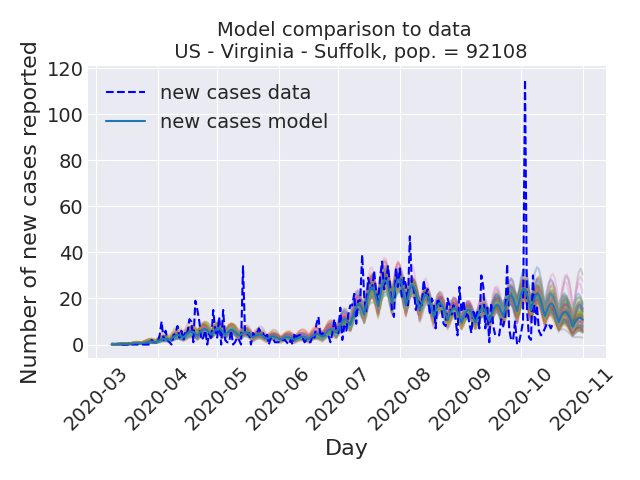 Model comparison to data
US - Virginia - Suffolk, pop. = 92108
Number of new cases reported
120
100
80
60
40
20
0
new cases data
new cases model
2020-03
2020-04
2020-05
2020-06
2020-07
2020-08
2020-09
2020-10
2020-11
Day